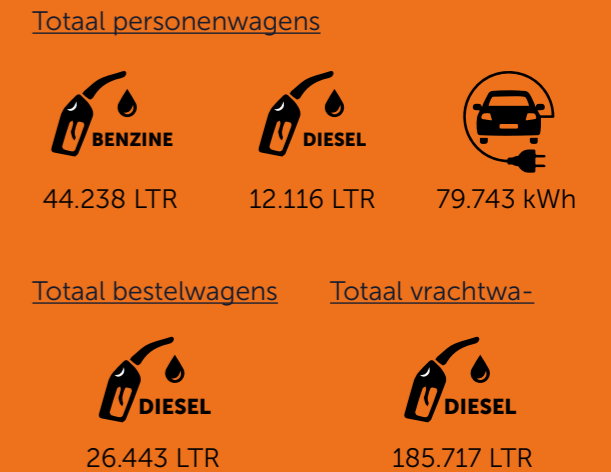 Totaal personenwagens
BENZINE
DIESEL
44.238 LTR
12.116 LTR
79.743 kWh
Totaal bestelwagens
Totaal vrachtwa-
DIESEL
DIESEL
26.443 LTR
185.717 LTR